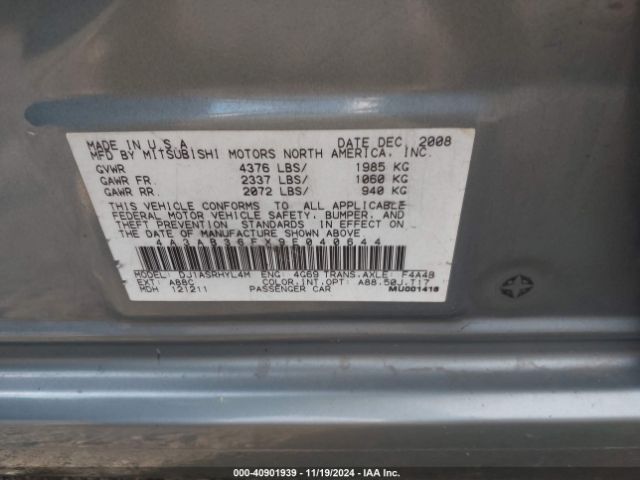 MADE IN U.S.A. DATE DEC, 2008
MFD BY MITSUBISHI MOTORS NORTH AMERICA, INC.
GVWR 4376 LBS/ 1985 KG
GAWR FR. 2337 LBS/ 1060 KG
GAWR RR. 2072 LBS/ 940 KG
THIS VEHICLE CONFORMS TO ALL APPLICABLE
FEDERAL MOTOR VEHICLE SAFETY, BUMPER, AND
THEFT PREVENTION STANDARDS IN EFFECT ON
THE DATE OF MANUFACTURE SHOWN ABOVE.
4A3AB36FX9E040644
MODEL: DJ1ASRHYL4M ENG: 4G69 TRANS.AXLE: F4A4B
EXT: A88C COLOR.INT.OPT: A88.50J.T17
MDH 121211 PASSENGER CAR MU001418
000-40901939 - 11/19/2024 - IAA Inc.